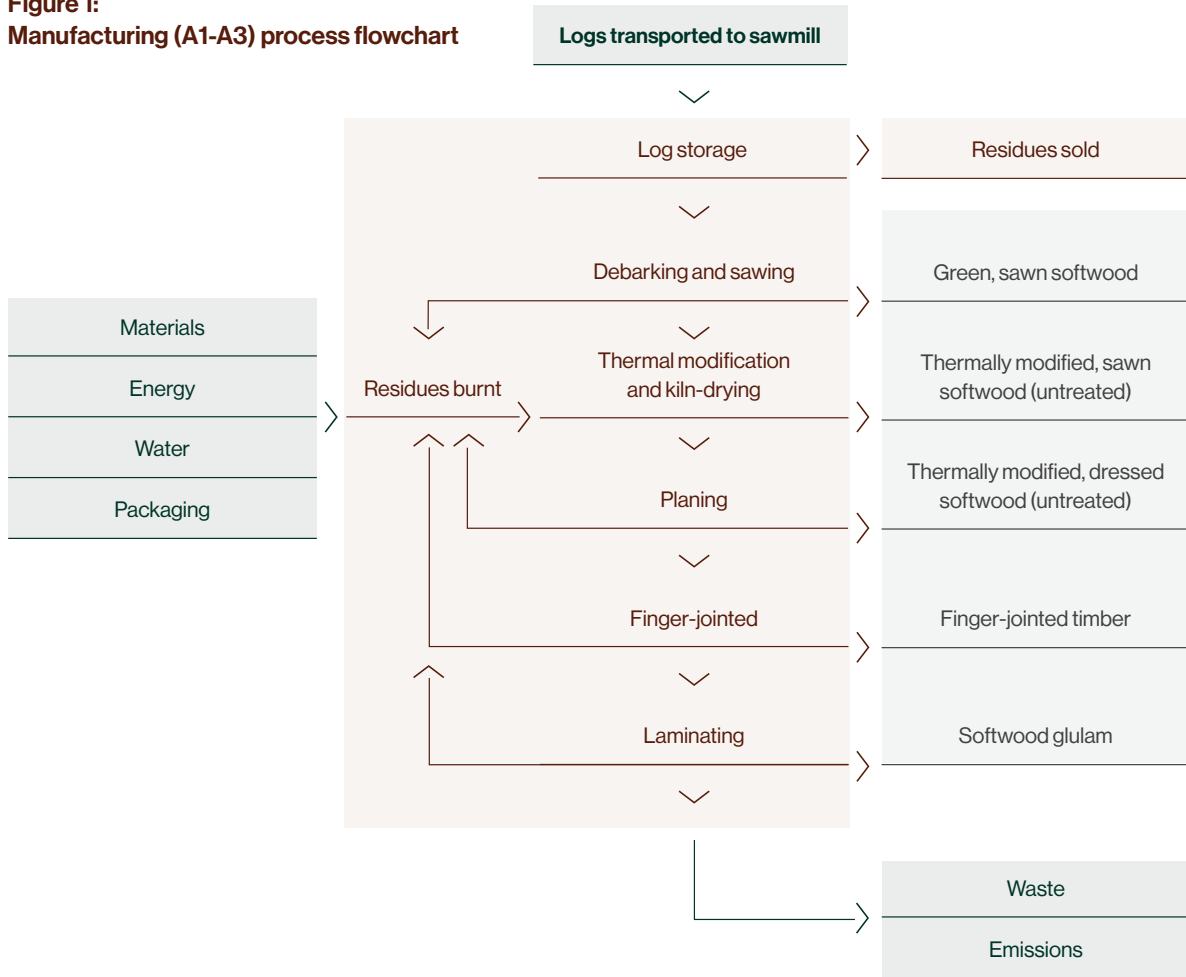 Figure 1:
Manufacturing (A1-A3) process flowchart
Logs transported to sawmill
Log storage
Residues sold
Debarking and sawing
Green, sawn softwood
Materials
Energy
Water
Packaging
Residues burnt
Thermal modification
and kiln-drying
Thermally modified, sawn
softwood (untreated)
Planing
Thermally modified, dressed
softwood (untreated)
Finger-jointed
Finger-jointed timber
Laminating
Softwood glulam
Waste
Emissions